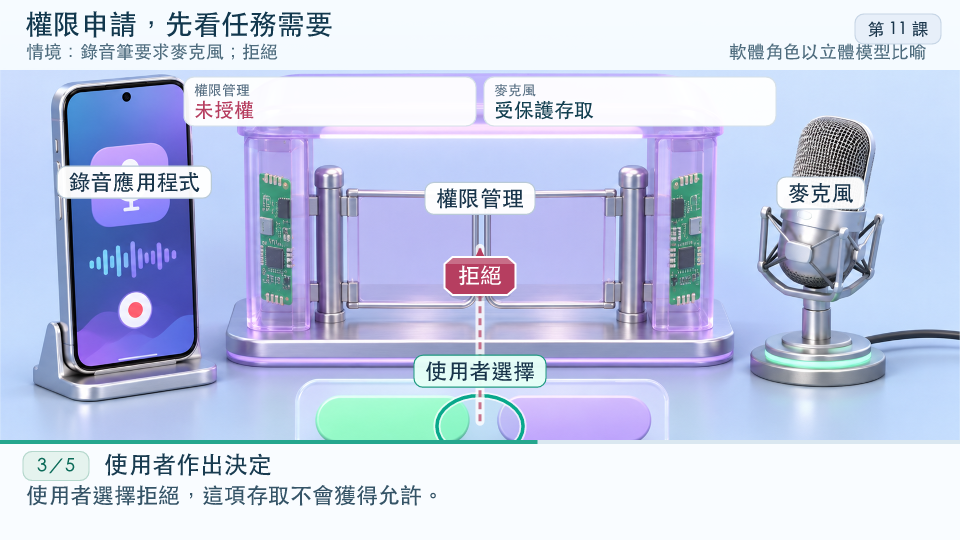 權限申請，先看任務需要
情境：錄音筆要求麥克風；拒絕
第 11 課
軟體角色以立體模型比喻
權限管理
未授權
麥克風
受保護存取
錄音應用程式
權限管理
麥克風
拒絕
使用者選擇
3／5
使用者作出決定
使用者選擇拒絕，這項存取不會獲得允許。